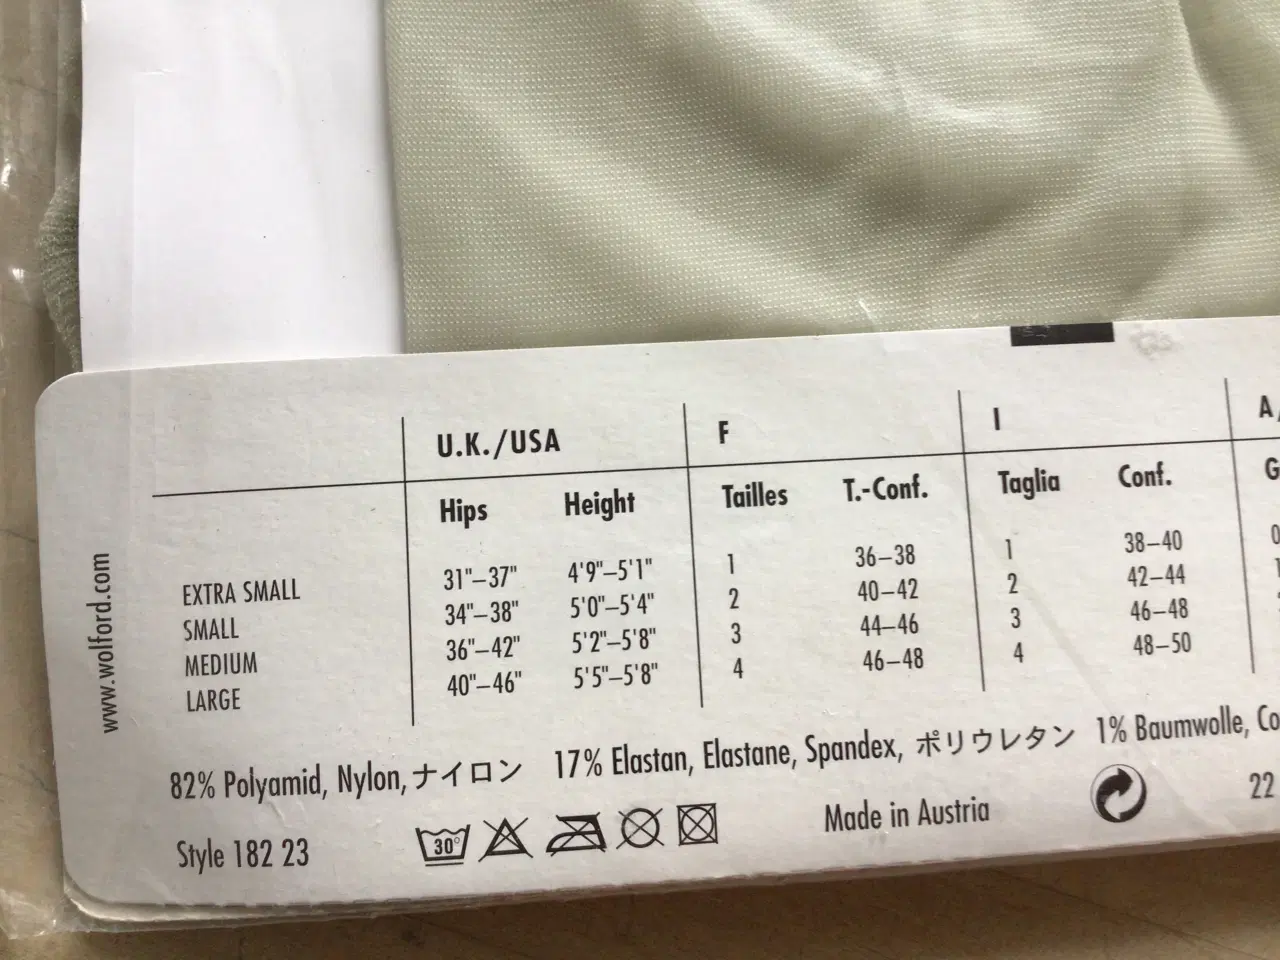 U.K./USA F I A
Hips Height Tailles T.-Conf. Taglia Conf. G
EXTRA SMALL 31"–37" 4'9"–5'1" 1 36–38 1 38–40 0
SMALL 34"–38" 5'0"–5'4" 2 40–42 2 42–44
MEDIUM 36"–42" 5'2"–5'8" 3 44–46 3 46–48
LARGE 40"–46" 5'5"–5'8" 4 46–48 4 48–50
82% Polyamid, Nylon, ナイロン 17% Elastan, Elastane, Spandex, ポリウレタン 1% Baumwolle, Co
Style 182 23 30° Made in Austria 22
www.wolford.com